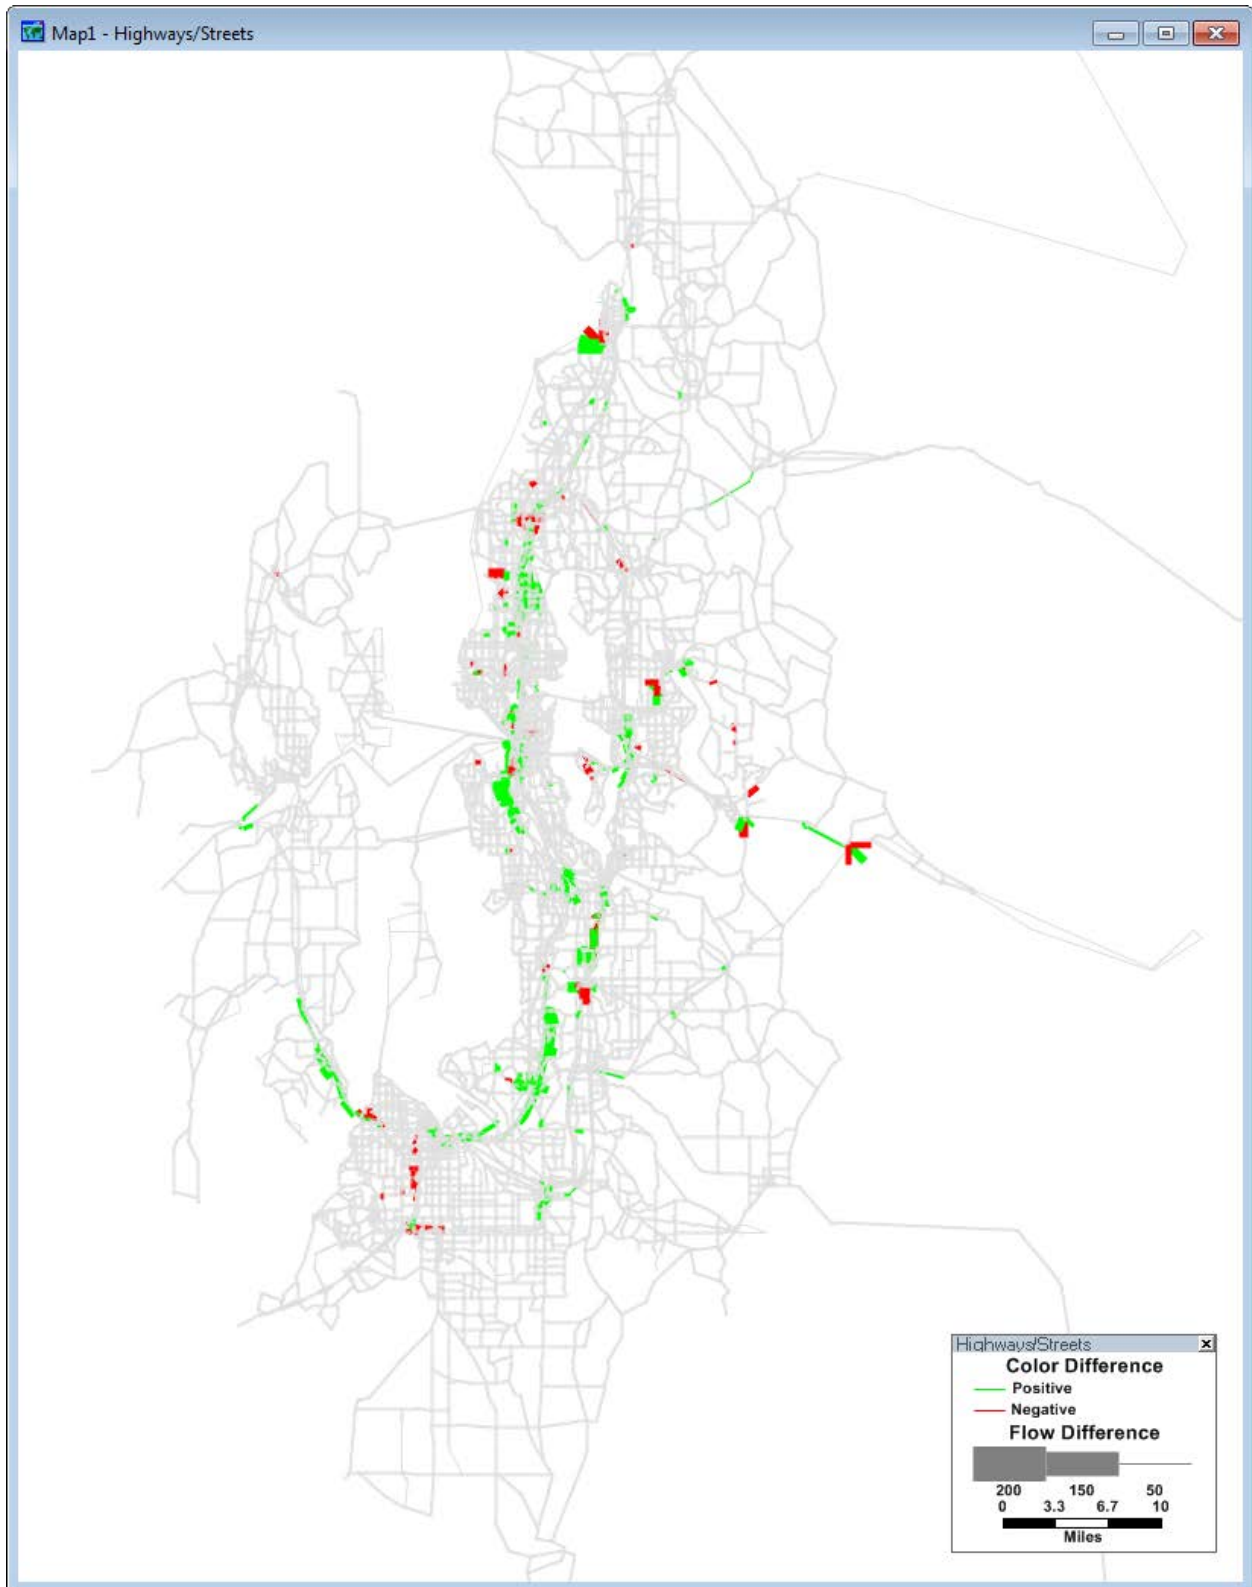 Map1 - Highways/Streets
Highways/Streets
Color Difference
Positive
Negative
Flow Difference
200 150 50
0 3.3 6.7 10
Miles